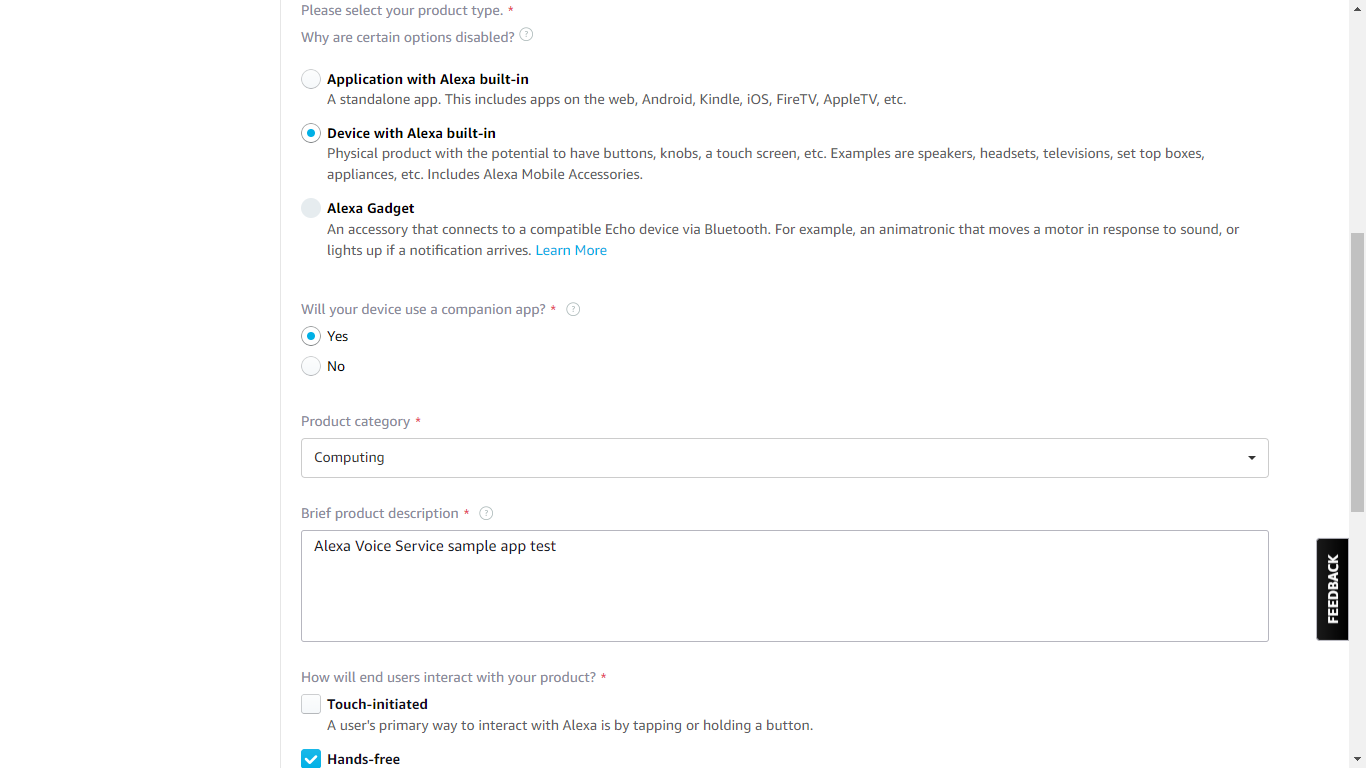 Please select your product type. *
Why are certain options disabled? ?
Application with Alexa built-in
A standalone app. This includes apps on the web, Android, Kindle, iOS, FireTV, AppleTV, etc.
Device with Alexa built-in
Physical product with the potential to have buttons, knobs, a touch screen, etc. Examples are speakers, headsets, televisions, set top boxes,
appliances, etc. Includes Alexa Mobile Accessories.
Alexa Gadget
An accessory that connects to a compatible Echo device via Bluetooth. For example, an animatronic that moves a motor in response to sound, or
lights up if a notification arrives. Learn More
Will your device use a companion app? * ?
Yes
No
Product category *
Computing
Brief product description * ?
Alexa Voice Service sample app test
FEEDBACK
How will end users interact with your product? *
Touch-initiated
A user's primary way to interact with Alexa is by tapping or holding a button.
Hands-free